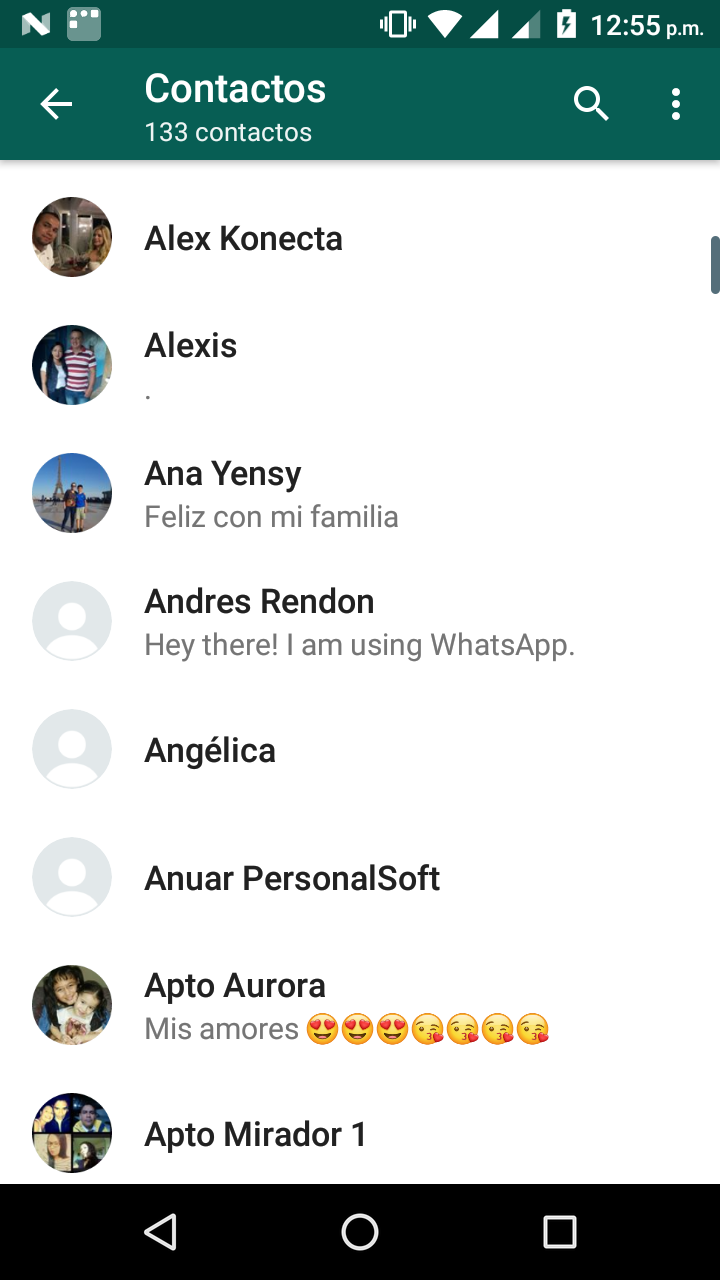 12:55 p.m.
Contactos
133 contactos
Alex Konecta
Alexis
.
Ana Yensy
Feliz con mi familia
Andres Rendon
Hey there! I am using WhatsApp.
Angélica
Anuar PersonalSoft
Apto Aurora
Mis amores 😍😍😍😘😘😘😘
Apto Mirador 1